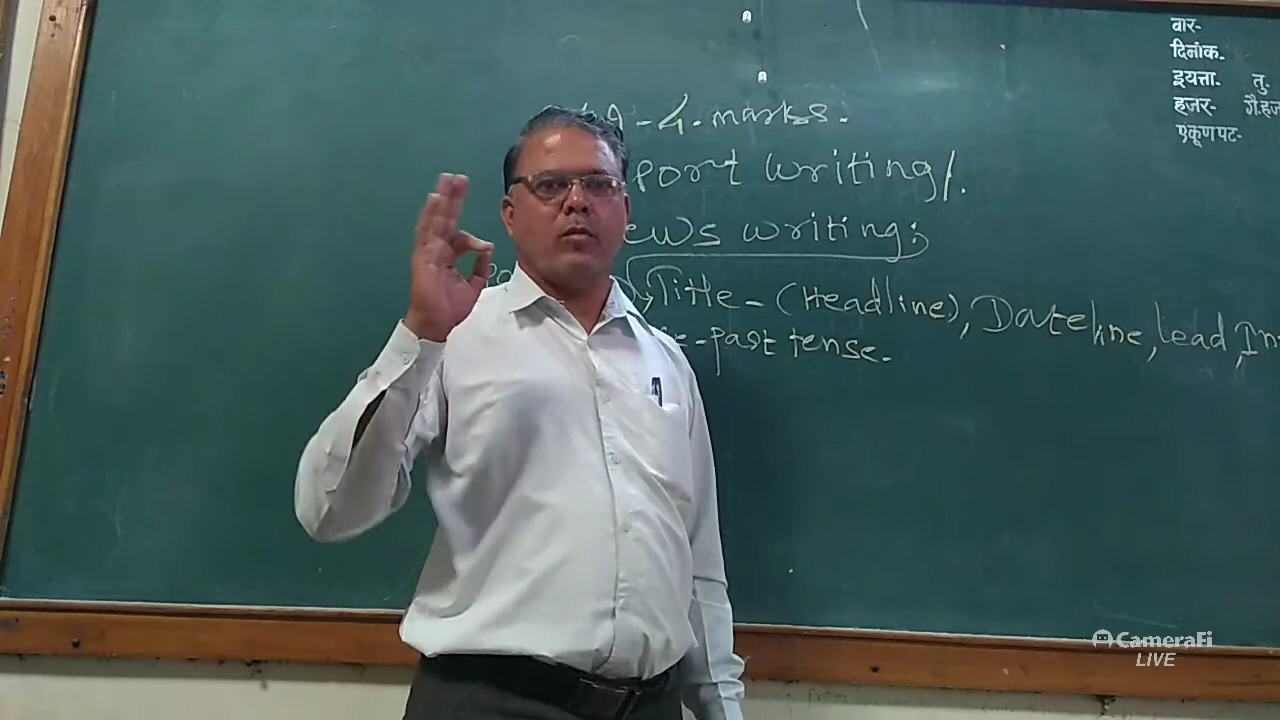 - 4. marks.
port writing/.
ews writing:
Title - (Headline), Dateline, lead, In
- past tense.
वार-
दिनांक-
इयत्ता- तु.
हजर- गै.हज
एकूण पट-
CameraFi
LIVE